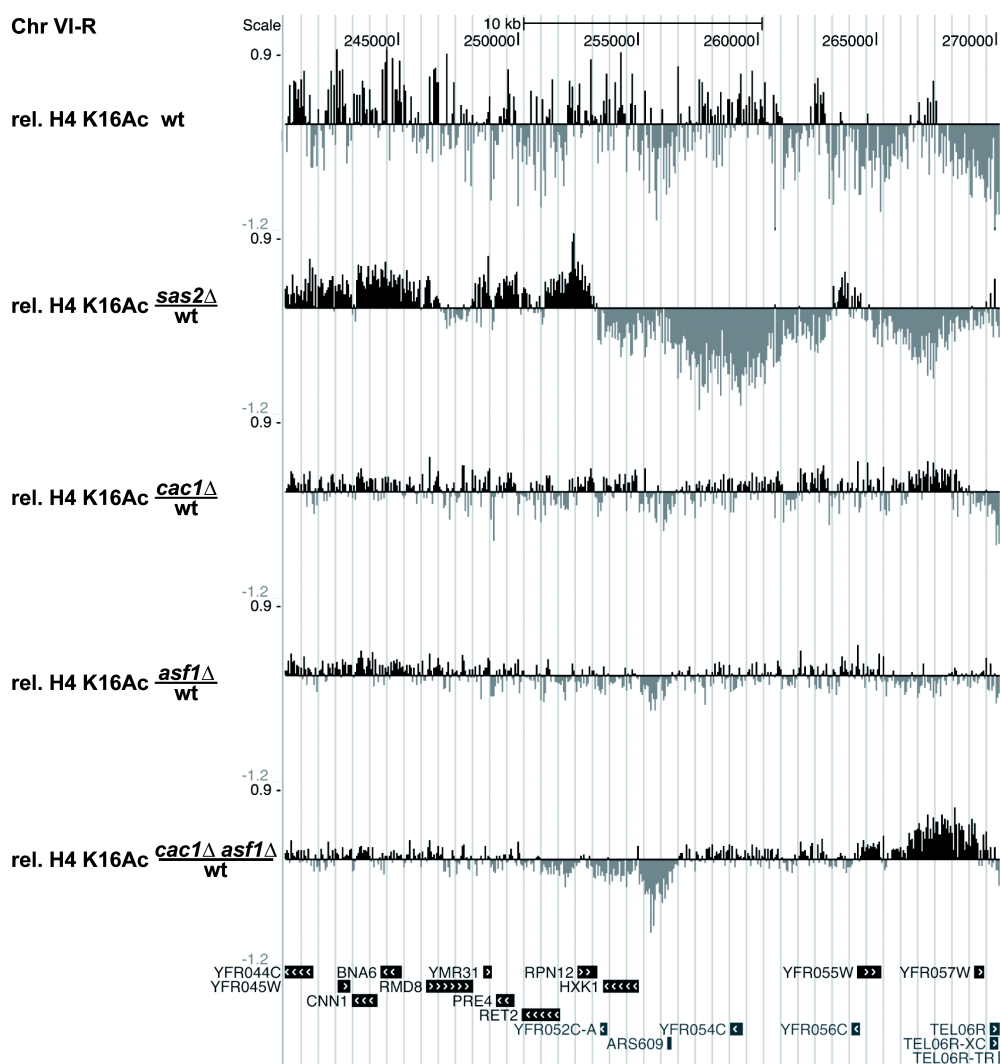 Chr VI-R
Scale
10 kb
245000 250000 255000 260000 265000 270000
0.9
rel. H4 K16Ac wt
-1.2
0.9
rel. H4 K16Ac sas2Δ
wt
-1.2
0.9
rel. H4 K16Ac cac1Δ
wt
-1.2
0.9
rel. H4 K16Ac asf1Δ
wt
-1.2
0.9
rel. H4 K16Ac cac1Δ asf1Δ
wt
-1.2
YFR044C BNA6 YMR31 RPN12 YFR055W YFR057W
YFR045W RMD8 HXK1
CNN1 PRE4
RET2
YFR052C-A YFR054C YFR056C TEL06R
ARS609 TEL06R-XC
TEL06R-TR